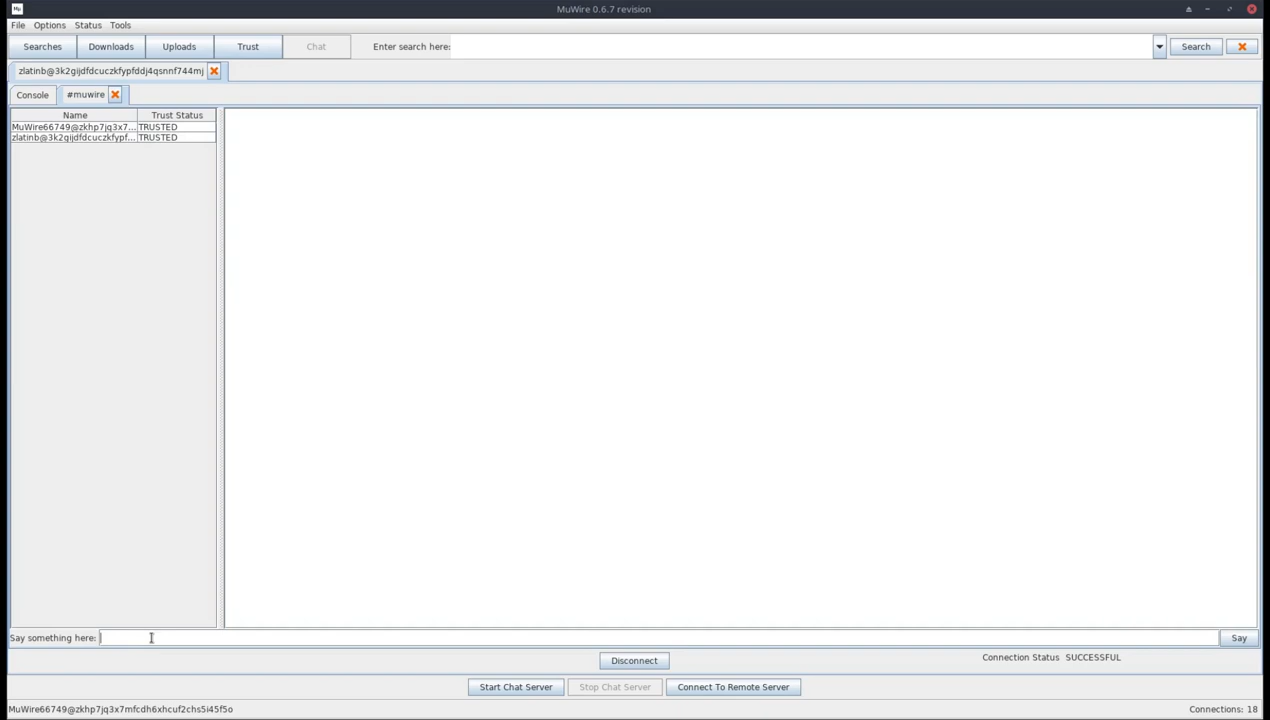 MuWire 0.6.7 revision
File Options Status Tools
Searches Downloads Uploads Trust Chat Enter search here: Search
zlatinb@3k2gijdfdcuczkfypfddj4qsnnf744mj
Console #muwire
Name Trust Status
MuWire66749@zkhp7jq3x7... TRUSTED
zlatinb@3k2gijdfdcuczkfypf... TRUSTED
Say something here: Say
Disconnect Connection Status SUCCESSFUL
Start Chat Server Stop Chat Server Connect To Remote Server
MuWire66749@zkhp7jq3x7mfcdh6xhcuf2chs5i45f5o Connections: 18